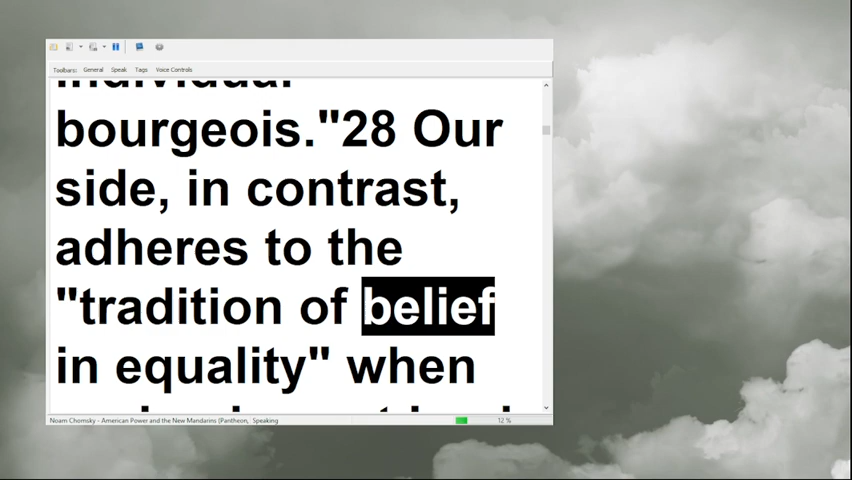 Toolbars: General Speak Tags Voice Controls
individual
bourgeois."28 Our
side, in contrast,
adheres to the
"tradition of belief
in equality" when
Noam Chomsky - American Power and the New Mandarins (Pantheon, Speaking 12 %